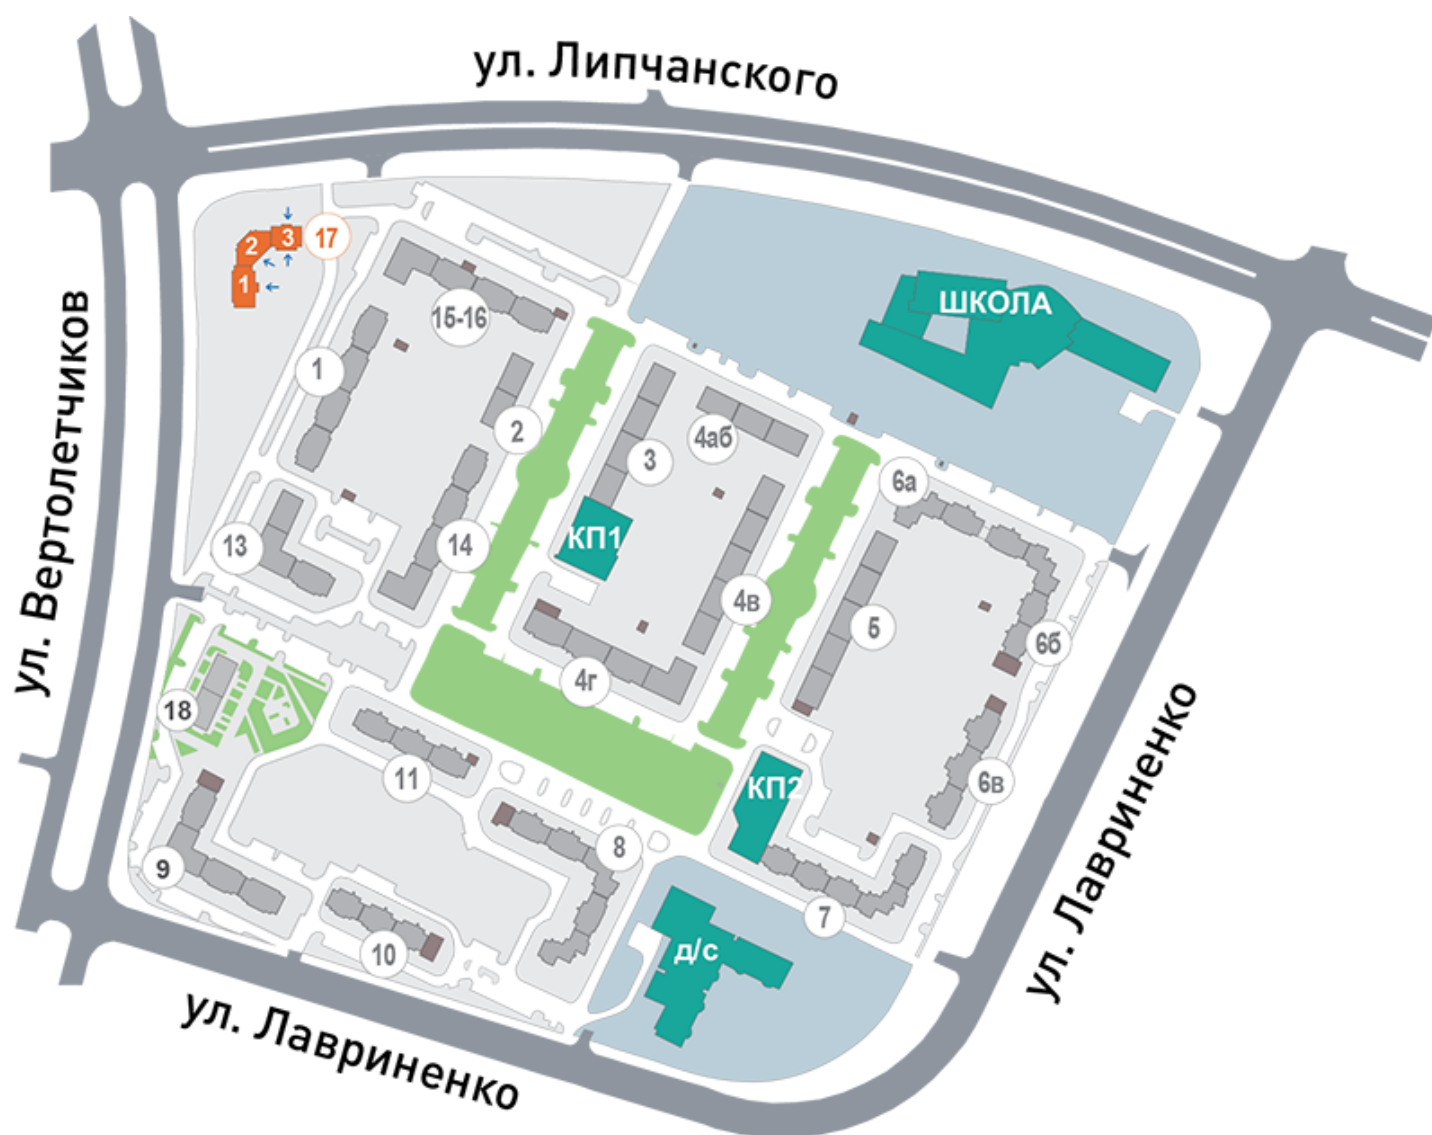 ул. Липчанского
ул. Вертолетчиков
ул. Лавриненко
ул. Лавриненко
3
17
2
1
ШКОЛА
15-16
1
2
4аб
3
6а
КП1
13
14
4в
5
6б
4г
18
11
КП2
6в
8
9
7
10
д/с